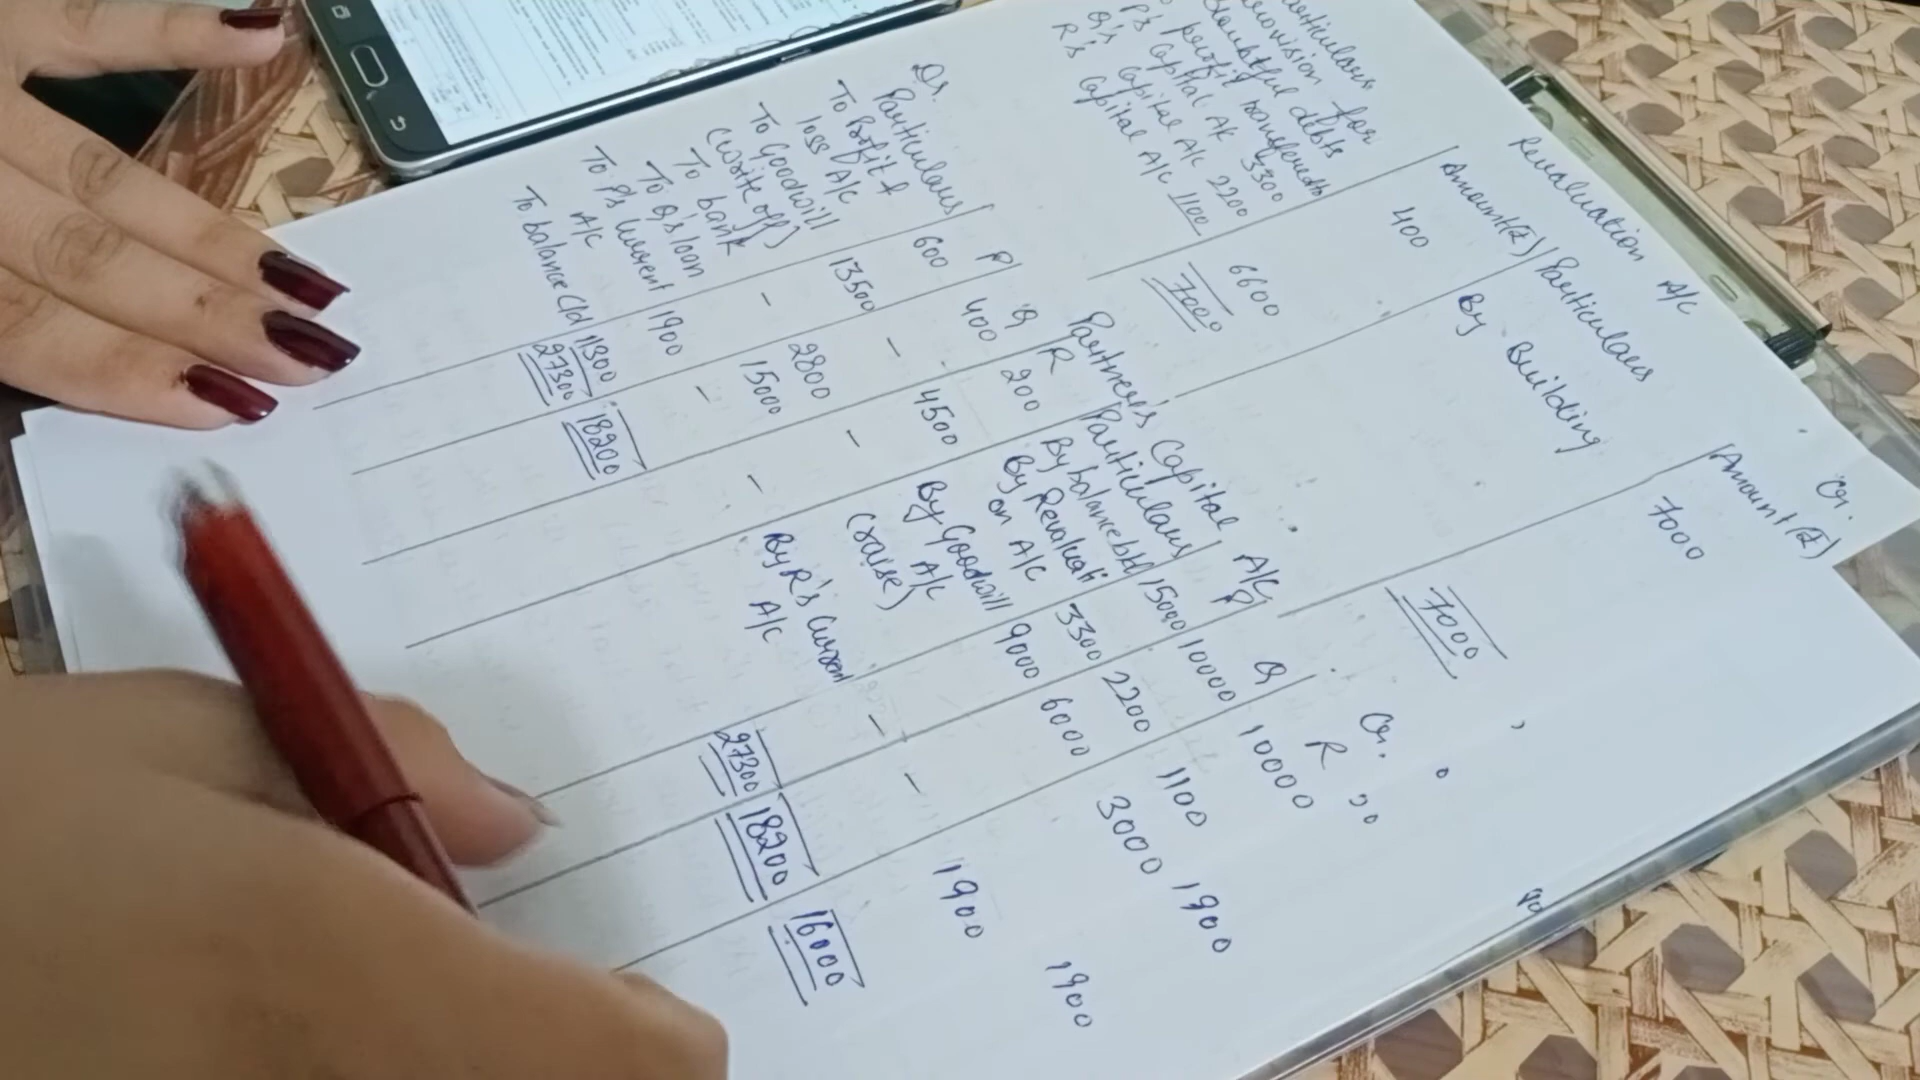 Revaluation A/C
Cr.
Particulars Amount(₹) Particulars Amount(₹)
Provision for 400 By Building 7000
Doubtful debts
profit transferred to
P's Capital A/c 3300
Q's Capital A/C 2200
R's Capital A/C 1100 6600
7000 7000
Partner's Capital A/C
Dr. Cr.
Particulars P Q R Particulars P Q R
To Profit & 600 400 200 By balance b/d 15000 10000 10000
loss A/C By Revaluati 3300 2200 1100 1900
on A/C
To Goodwill 13500 - 4500 By Goodwill 9000 6000 3000
(write off) A/C
(raise)
To bank - 2800 -
To Q's loon 15000
To P's Current 1900 - - By R's Current - - 1900 1900
A/C A/C
To balance C/d 11300
27300 18200 27300 18200 16000